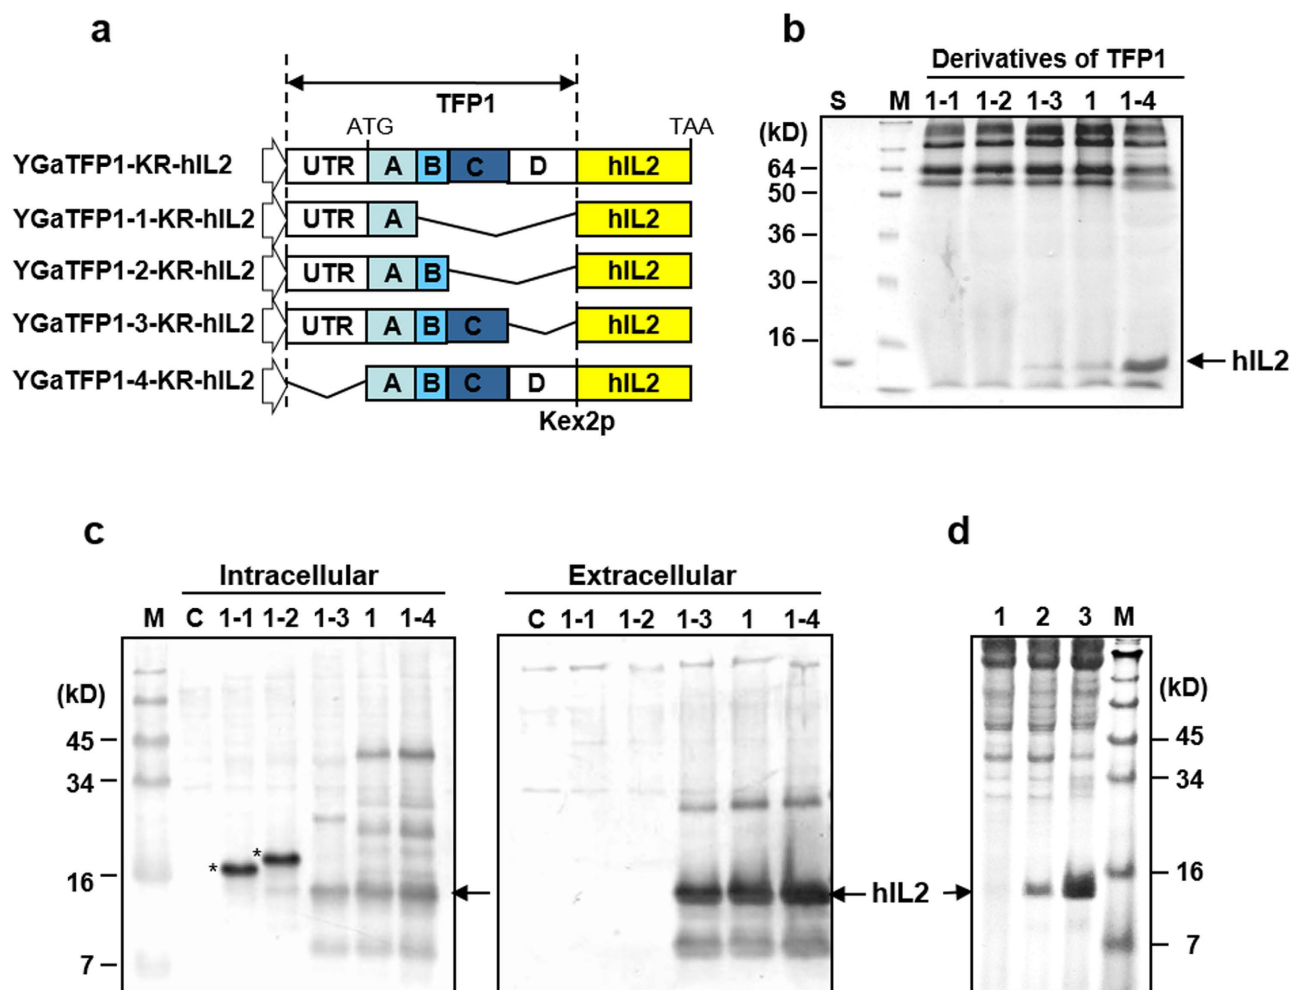 a
TFP1
ATG TAA
YGaTFP1-KR-hIL2 UTR A B C D hIL2
YGaTFP1-1-KR-hIL2 UTR A hIL2
YGaTFP1-2-KR-hIL2 UTR A B hIL2
YGaTFP1-3-KR-hIL2 UTR A B C hIL2
YGaTFP1-4-KR-hIL2 A B C D hIL2
Kex2p
b
Derivatives of TFP1
S M 1-1 1-2 1-3 1 1-4
(kD)
64
50
36
30
16
hIL2
c
Intracellular
M C 1-1 1-2 1-3 1 1-4
(kD)
45
34
16
7
* *
Extracellular
C 1-1 1-2 1-3 1 1-4
hIL2
d
1 2 3 M
(kD)
45
34
16
7